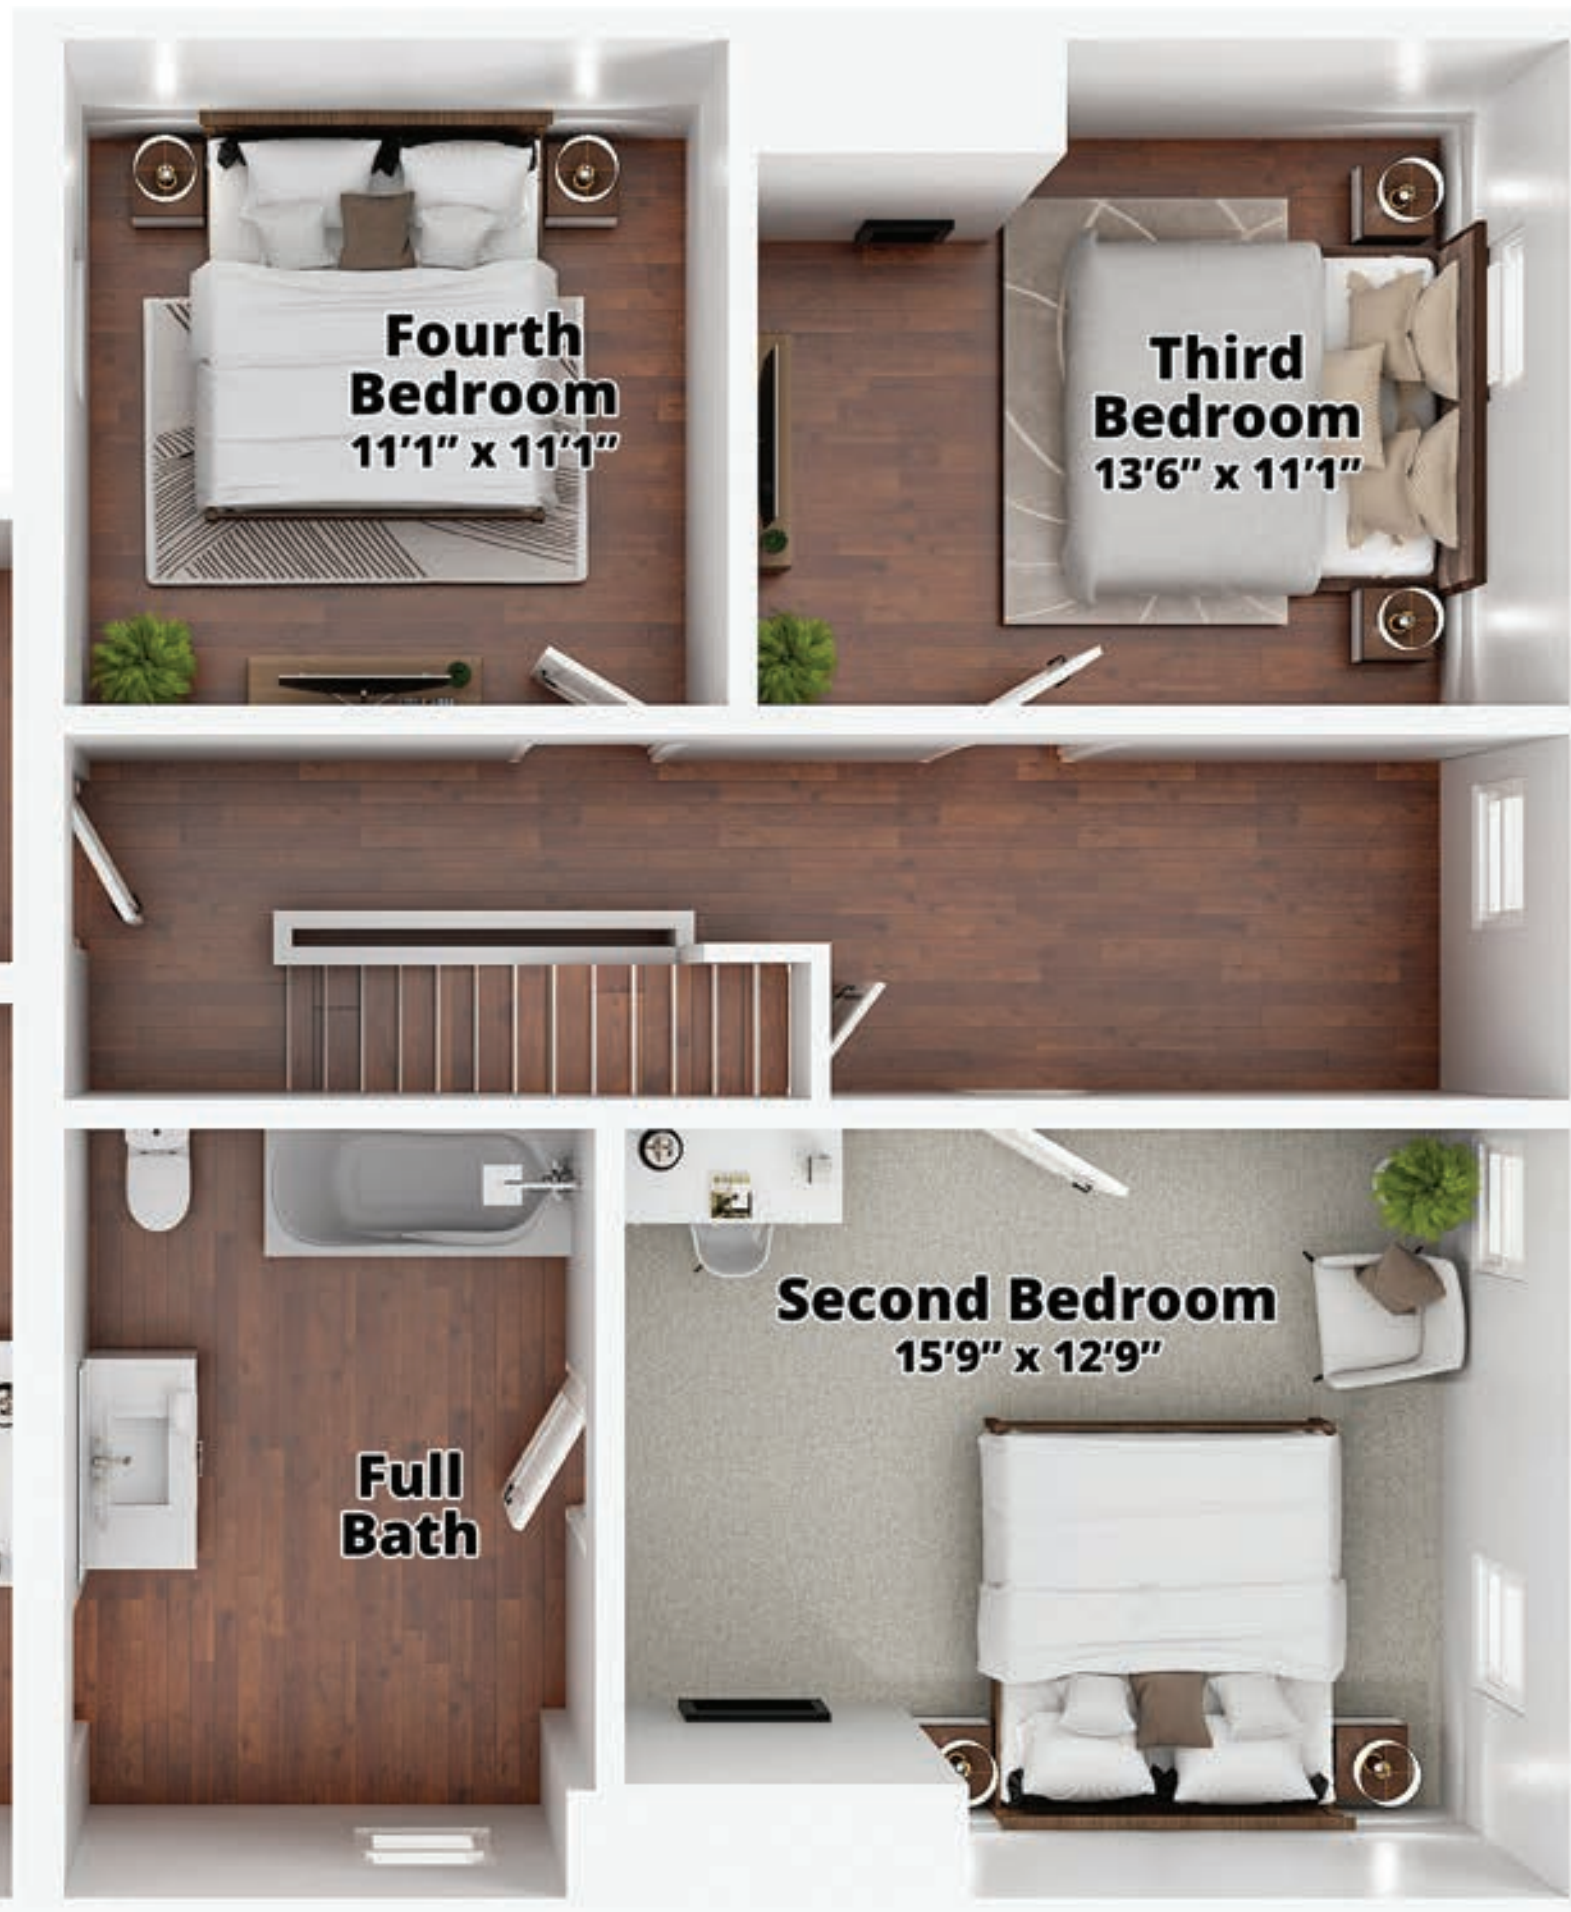 Fourth
Bedroom
11’1” x 11’1”
Third
Bedroom
13’6” x 11’1”
Second Bedroom
15’9” x 12’9”
Full
Bath